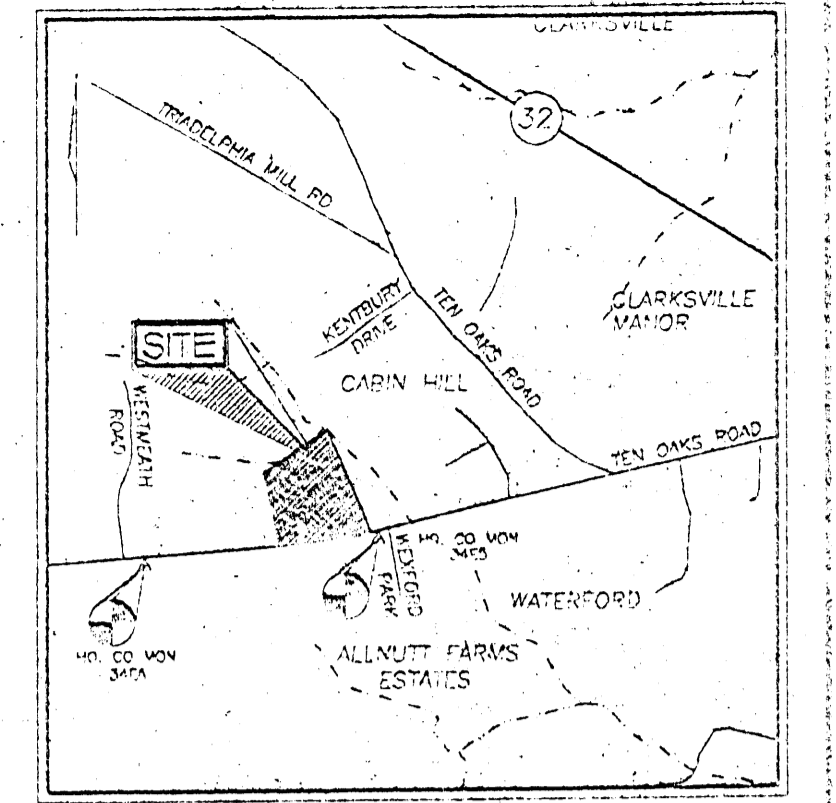 CLARKSVILLE
32
TRIADELPHIA MILL RD
CLARKSVILLE
MANOR
KENTBURY
DRIVE
TEN OAKS ROAD
SITE
CABIN HILL
WESTMEATH
ROAD
TEN OAKS ROAD
HO. CO MON
34E5
WEXFORD
PARK
WATERFORD
HO. CO MON
ALLNUTT FARMS
ESTATES